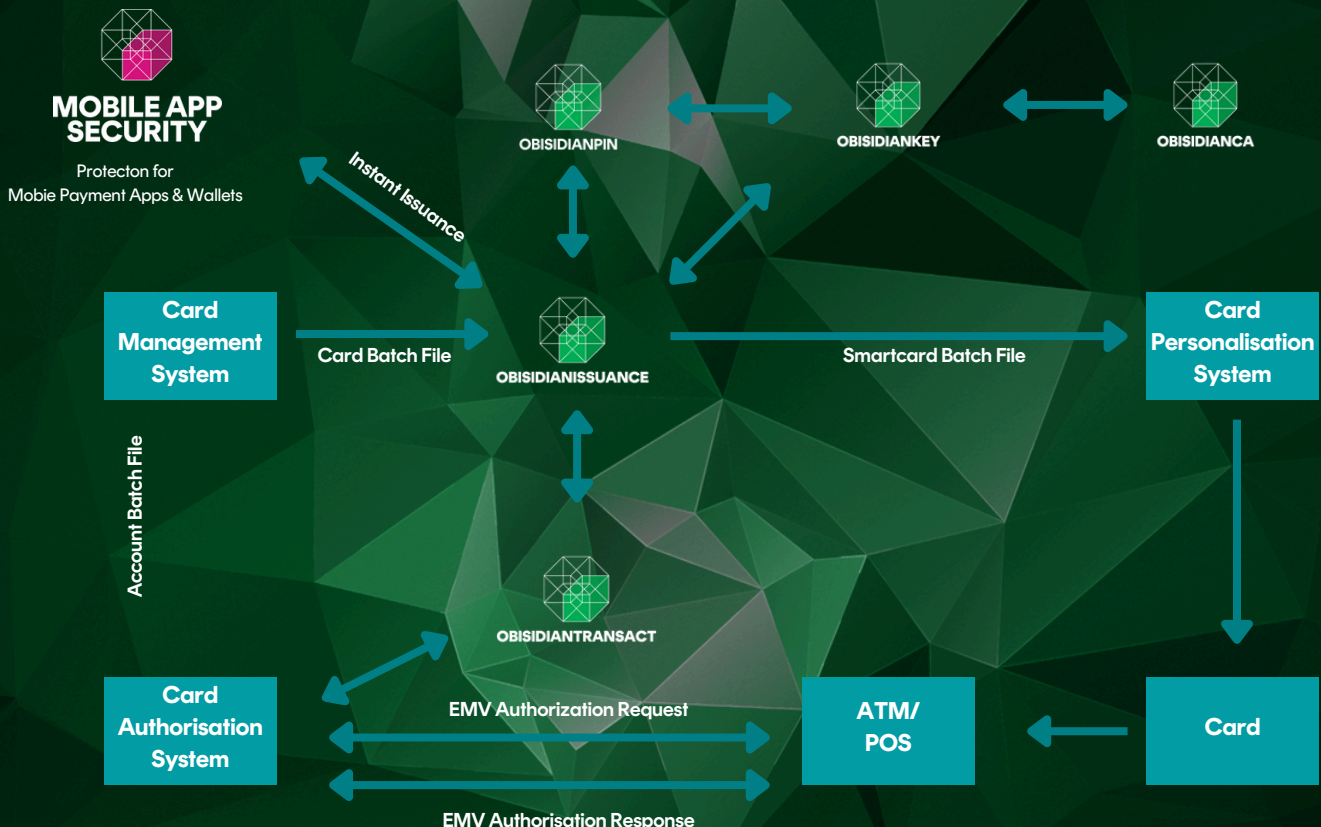 MOBILE APP
SECURITY
Protecton for
Mobie Payment Apps & Wallets
OBISIDIANPIN
OBISIDIANKEY
OBISIDIANCA
Instant Issuance
Card
Management
System
Card Batch File
OBISIDIANISSUANCE
Smartcard Batch File
Card
Personalisation
System
Account Batch File
OBISIDIANTRANSACT
Card
Authorisation
System
EMV Authorization Request
ATM/
POS
Card
EMV Authorisation Response